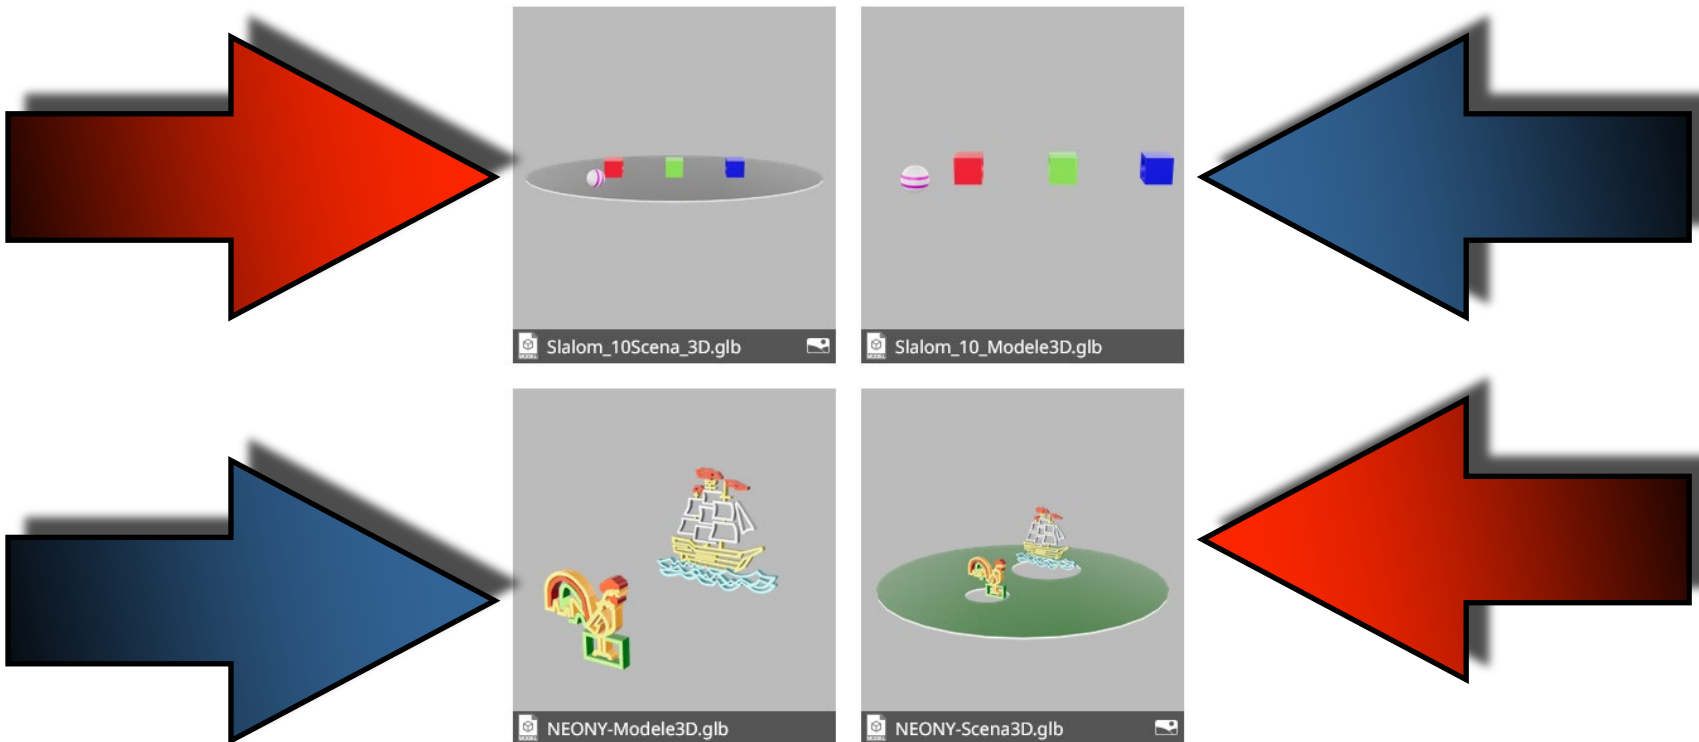 Slalom_10Scena_3D.glb
Slalom_10_Modele3D.glb
NEONY-Modele3D.glb
NEONY-Scena3D.glb